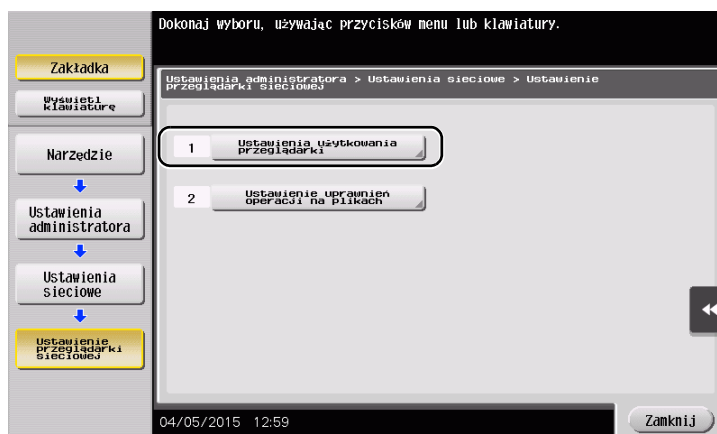 Dokonaj wyboru, używając przycisków menu lub klawiatury.
Zakładka
Wyświetl
klawiaturę
Narzędzie
Ustawienia
administratora
Ustawienia
sieciowe
Ustawienie
przeglądarki
sieciowej
Ustawienia administratora > Ustawienia sieciowe > Ustawienie
przeglądarki sieciowej
1 Ustawienia użytkowania
przeglądarki
2 Ustawienie uprawnień
operacji na plikach
04/05/2015 12:59
Zamknij